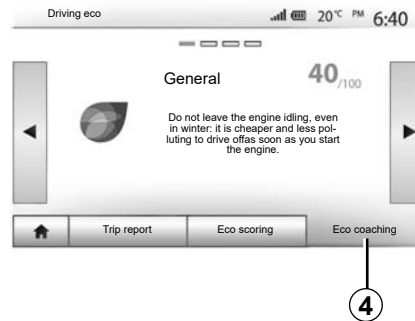 Driving eco
20°C PM 6:40
General
40/100
Do not leave the engine idling, even
in winter: it is cheaper and less pol-
luting to drive offas soon as you start
the engine.
Trip report
Eco scoring
Eco coaching
4